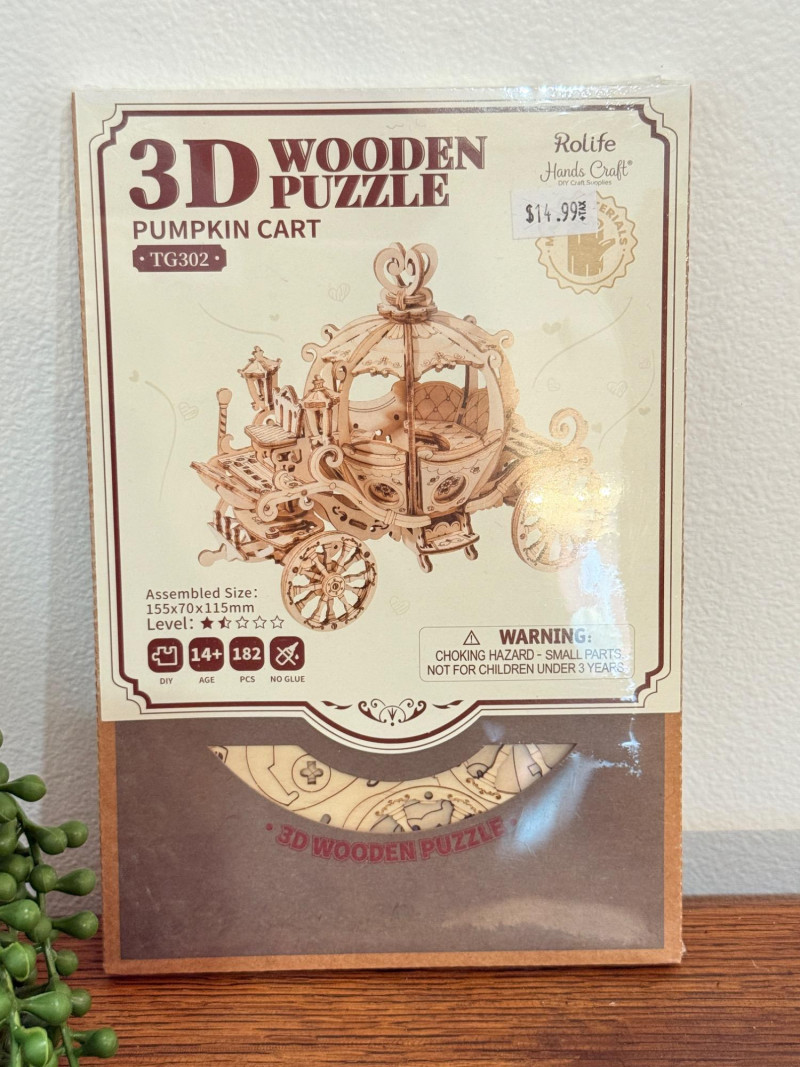 3D WOODEN
PUZZLE
Rolife
Hands Craft®
DIY Craft Supplies
$14.99 +TAX
PUMPKIN CART
• TG302 •
Assembled Size:
155x70x115mm
Level: ★
DIY
14+
AGE
182
PCS
NO GLUE
⚠ WARNING:
CHOKING HAZARD - SMALL PARTS.
NOT FOR CHILDREN UNDER 3 YEARS.
• 3D WOODEN PUZZLE •